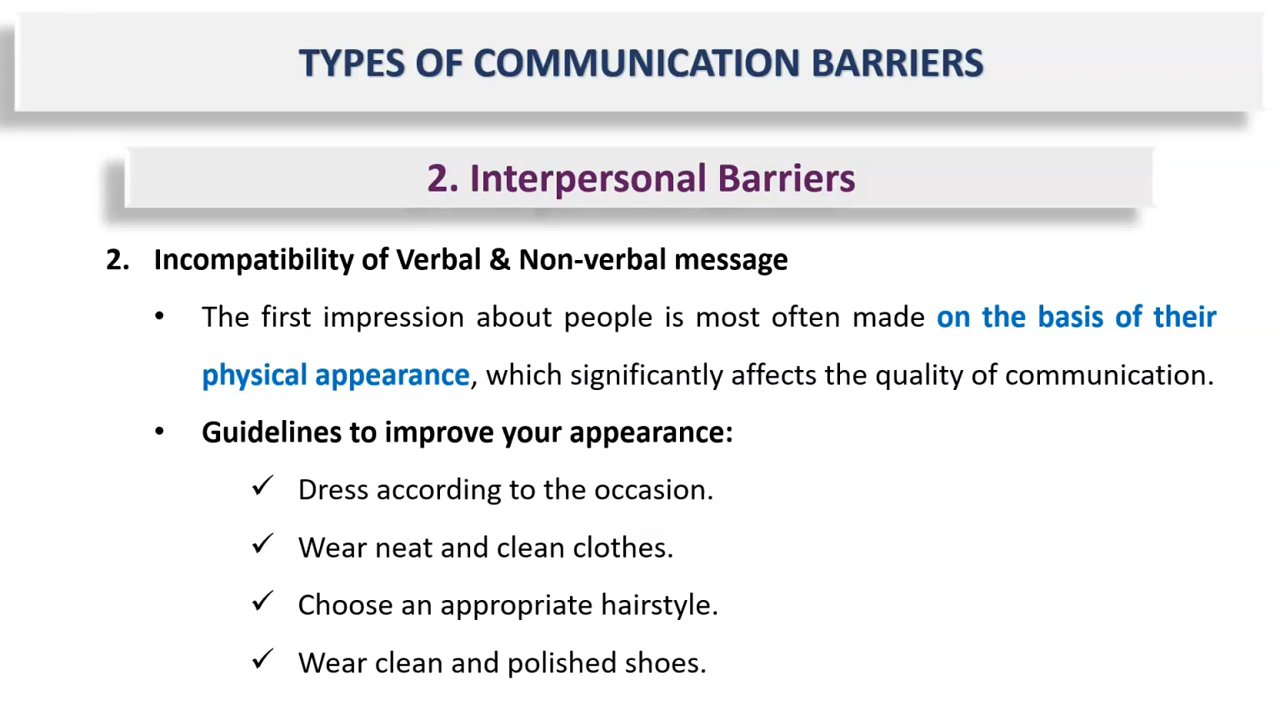 TYPES OF COMMUNICATION BARRIERS
2. Interpersonal Barriers
2. Incompatibility of Verbal & Non-verbal message
• The first impression about people is most often made on the basis of their
physical appearance, which significantly affects the quality of communication.
• Guidelines to improve your appearance:
✓ Dress according to the occasion.
✓ Wear neat and clean clothes.
✓ Choose an appropriate hairstyle.
✓ Wear clean and polished shoes.